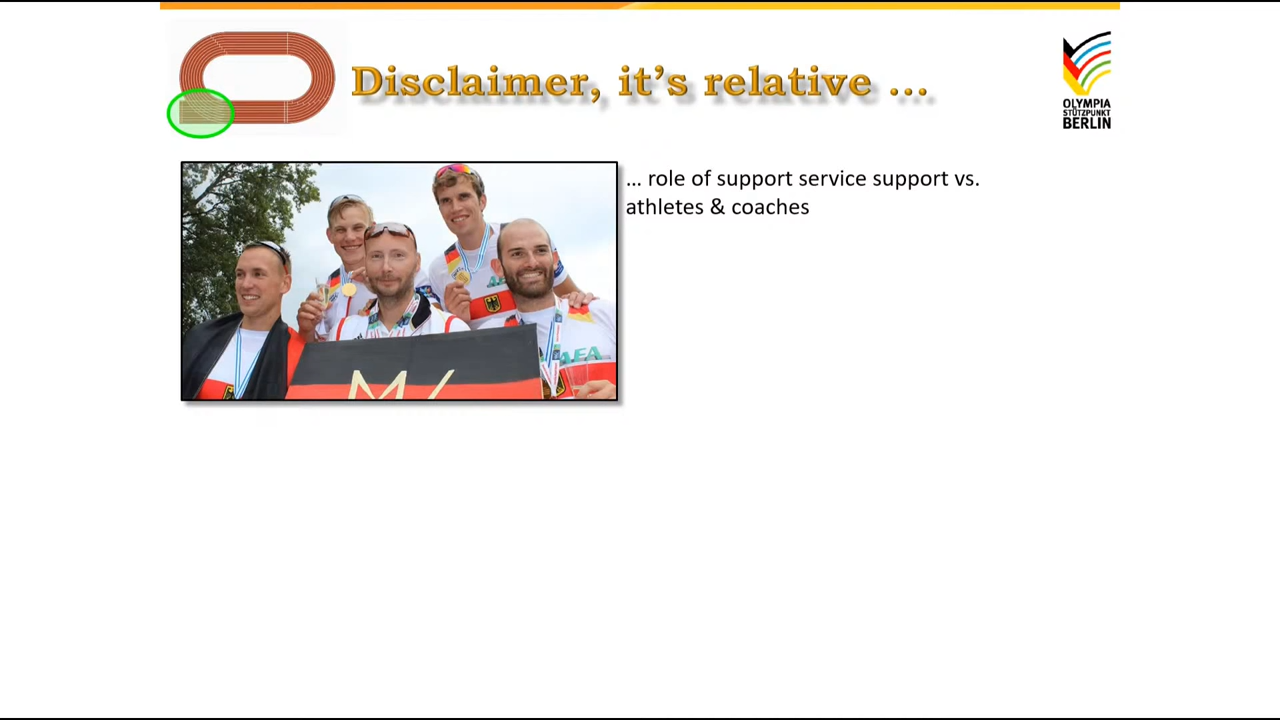 Disclaimer, it's relative ...
OLYMPIA
STÜTZPUNKT
BERLIN
... role of support service support vs.
athletes & coaches